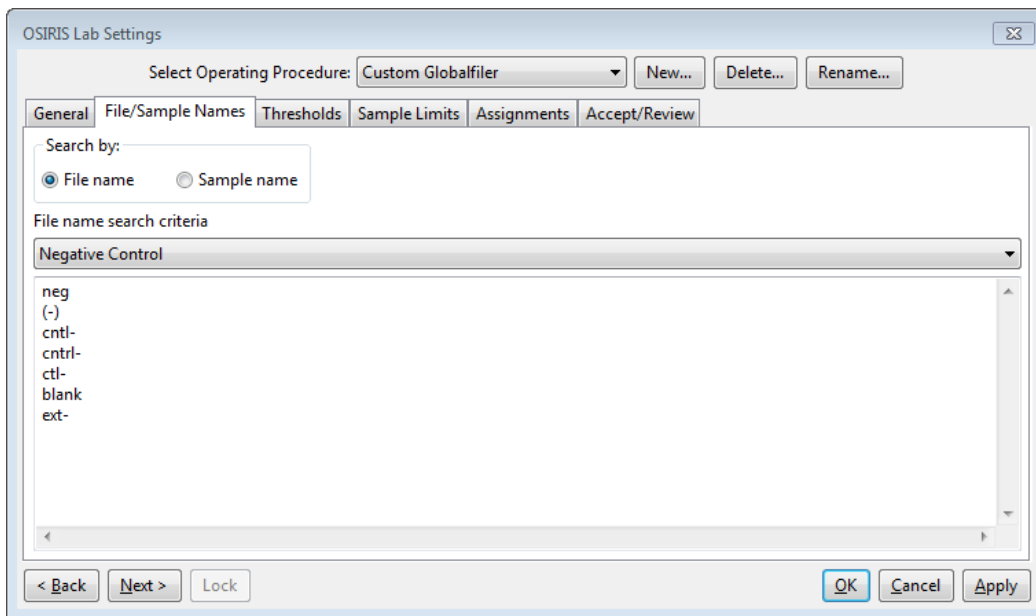 OSIRIS Lab Settings
Select Operating Procedure: Custom Globalfiler New... Delete... Rename...
General File/Sample Names Thresholds Sample Limits Assignments Accept/Review
Search by:
File name Sample name
File name search criteria
Negative Control
neg
(-)
cntl-
cntrl-
ctl-
blank
ext-
< Back Next > Lock OK Cancel Apply